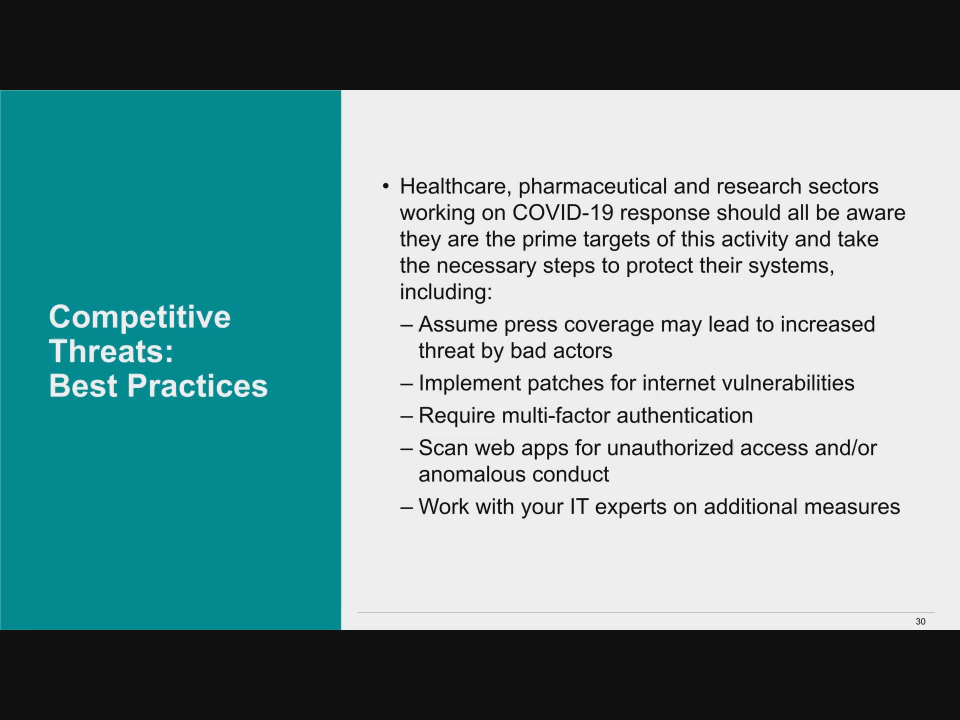 Competitive
Threats:
Best Practices
• Healthcare, pharmaceutical and research sectors
working on COVID-19 response should all be aware
they are the prime targets of this activity and take
the necessary steps to protect their systems,
including:
– Assume press coverage may lead to increased
threat by bad actors
– Implement patches for internet vulnerabilities
– Require multi-factor authentication
– Scan web apps for unauthorized access and/or
anomalous conduct
– Work with your IT experts on additional measures
30